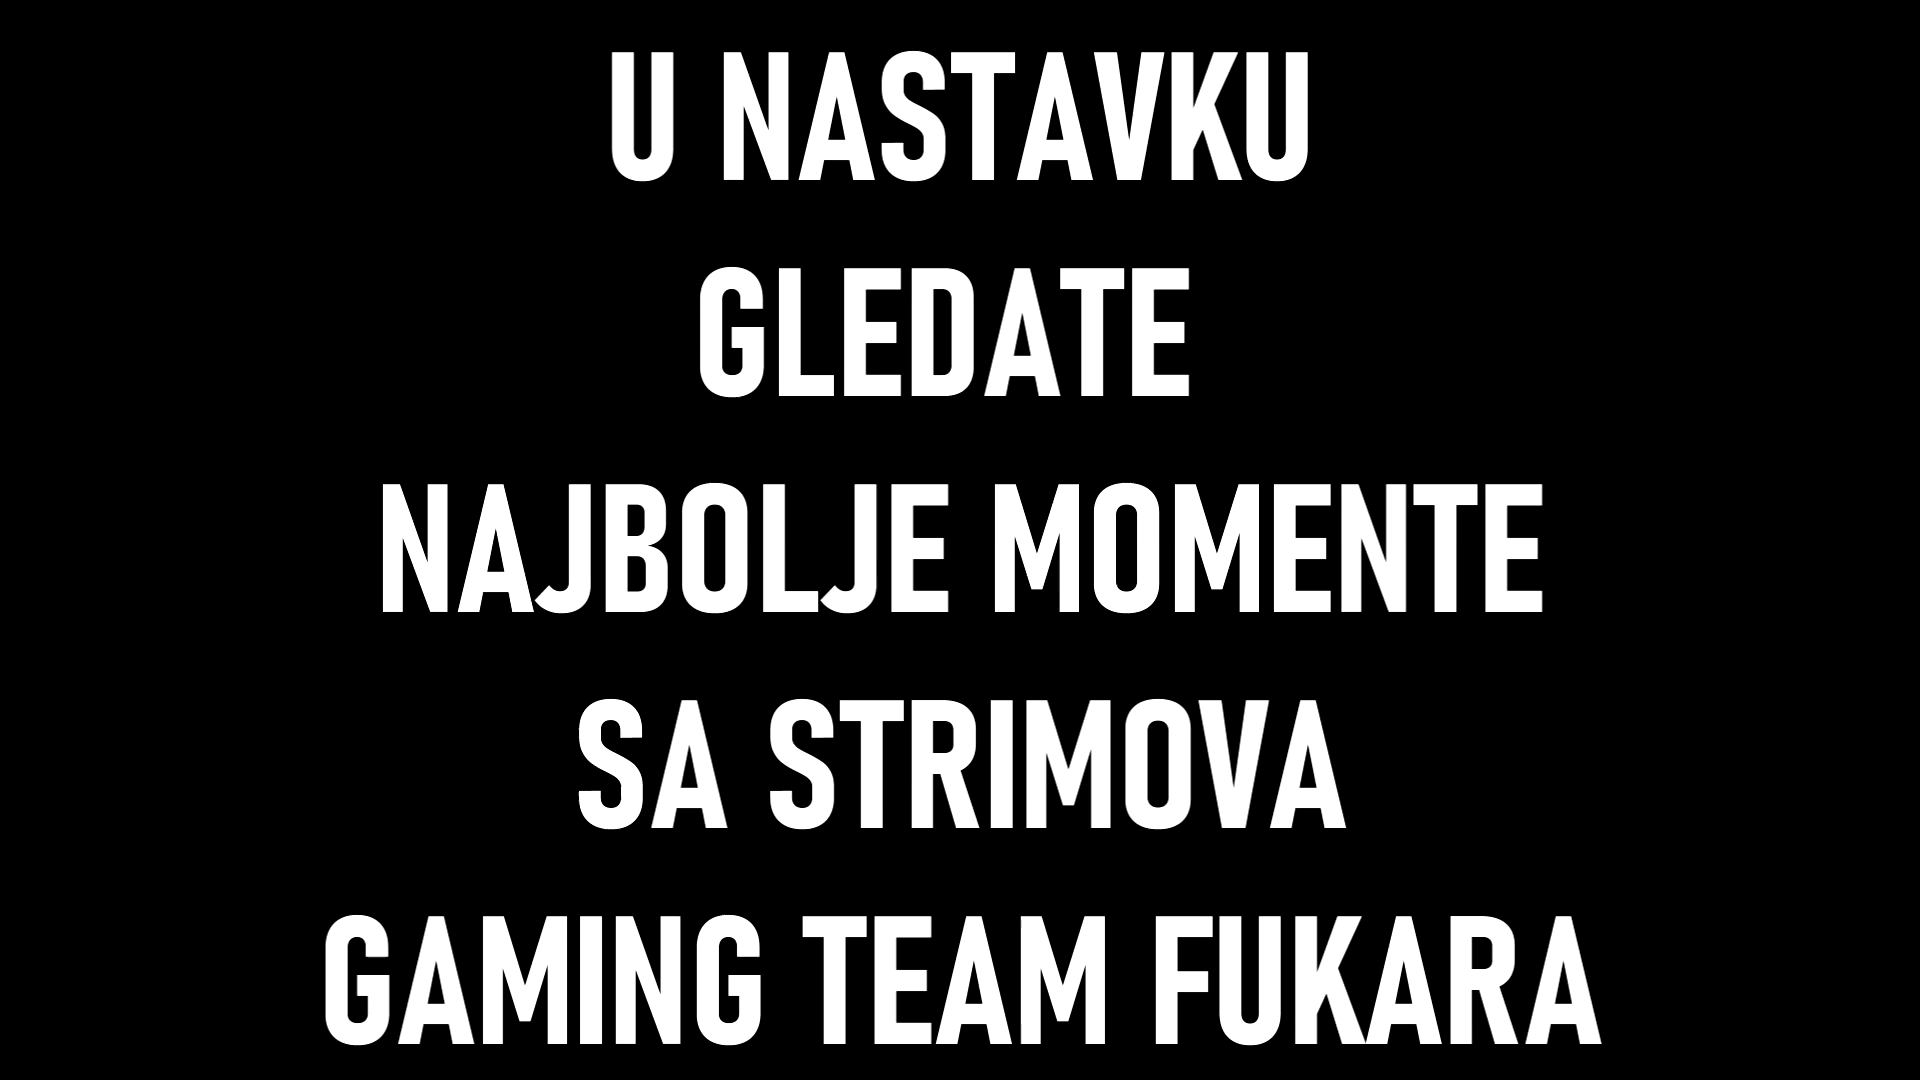 U NASTAVKU
GLEDATE
NAJBOLJE MOMENTE
SA STRIMOVA
GAMING TEAM FUKARA